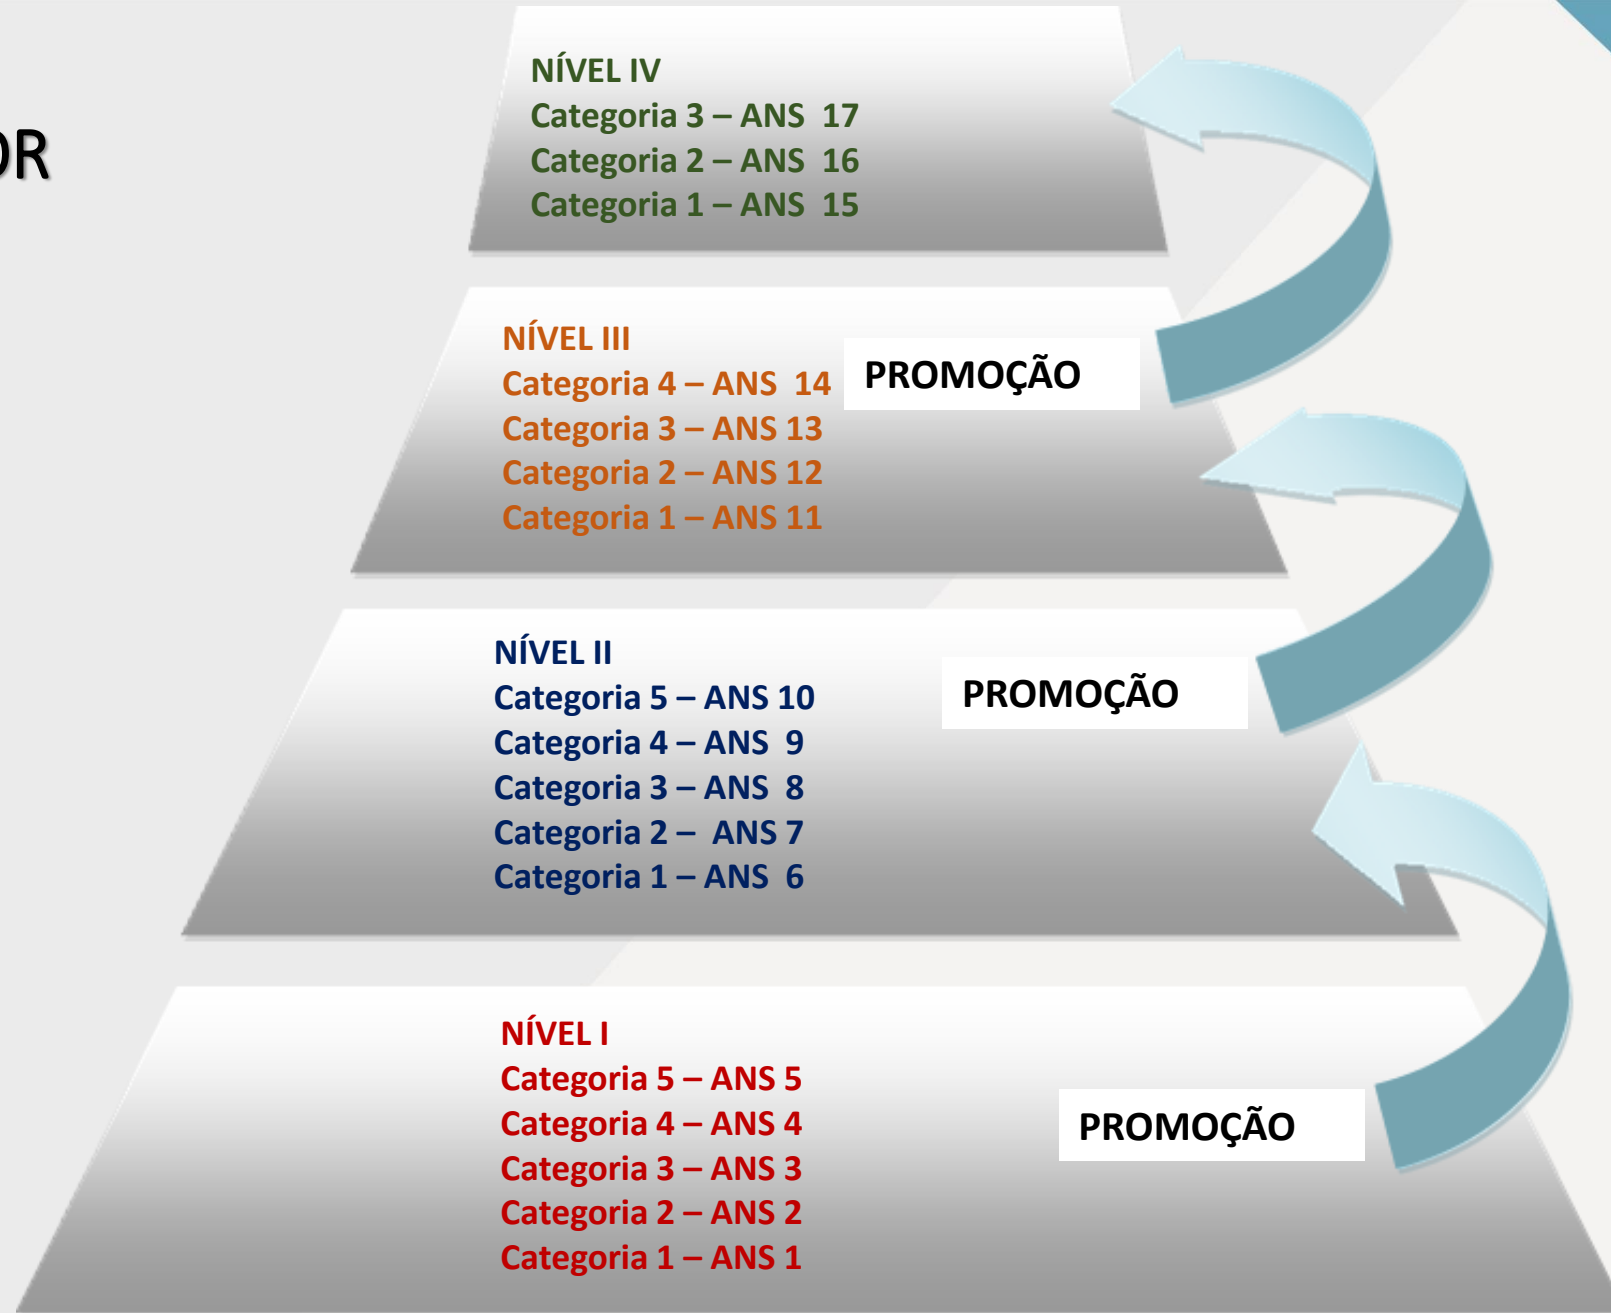 OR
NÍVEL IV
Categoria 3 – ANS 17
Categoria 2 – ANS 16
Categoria 1 – ANS 15
NÍVEL III
Categoria 4 – ANS 14
Categoria 3 – ANS 13
Categoria 2 – ANS 12
Categoria 1 – ANS 11
PROMOÇÃO
NÍVEL II
Categoria 5 – ANS 10
Categoria 4 – ANS 9
Categoria 3 – ANS 8
Categoria 2 – ANS 7
Categoria 1 – ANS 6
PROMOÇÃO
NÍVEL I
Categoria 5 – ANS 5
Categoria 4 – ANS 4
Categoria 3 – ANS 3
Categoria 2 – ANS 2
Categoria 1 – ANS 1
PROMOÇÃO